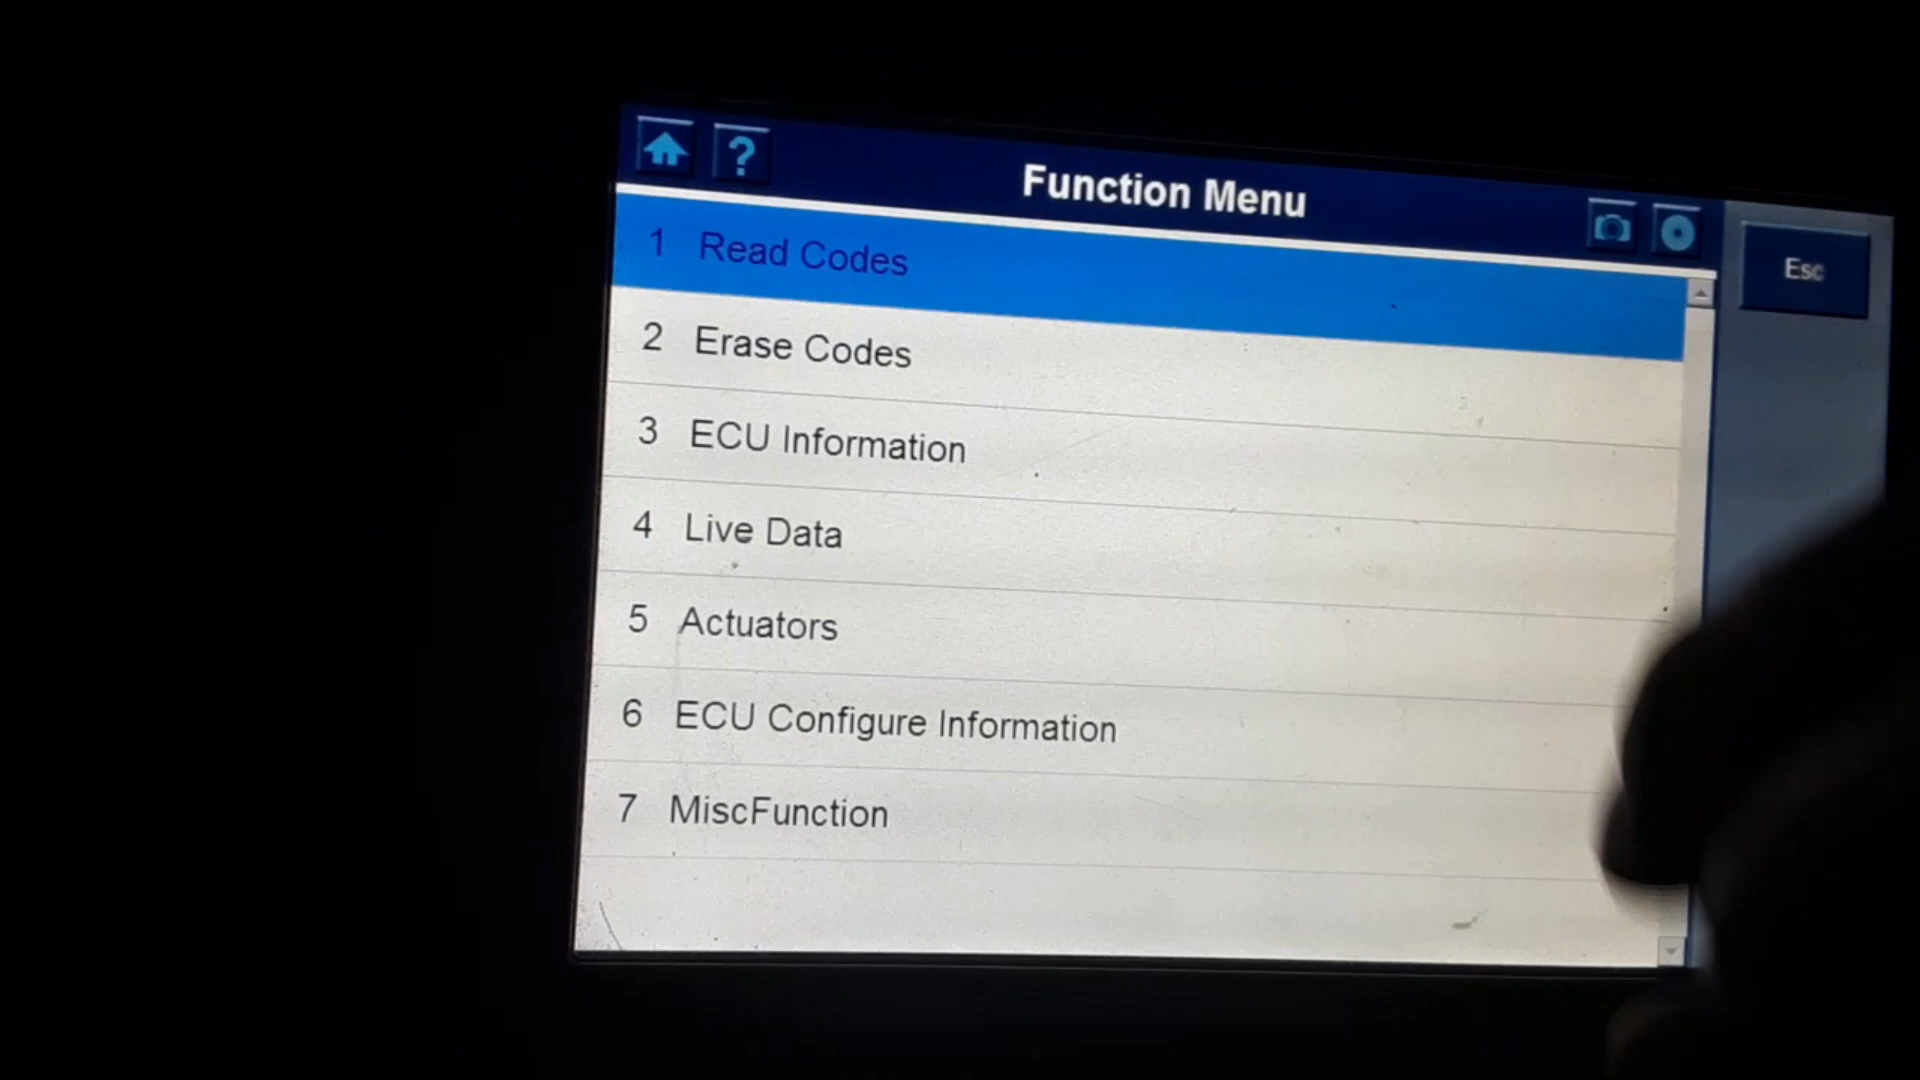 ?
Function Menu
Esc
1 Read Codes
2 Erase Codes
3 ECU Information
4 Live Data
5 Actuators
6 ECU Configure Information
7 MiscFunction